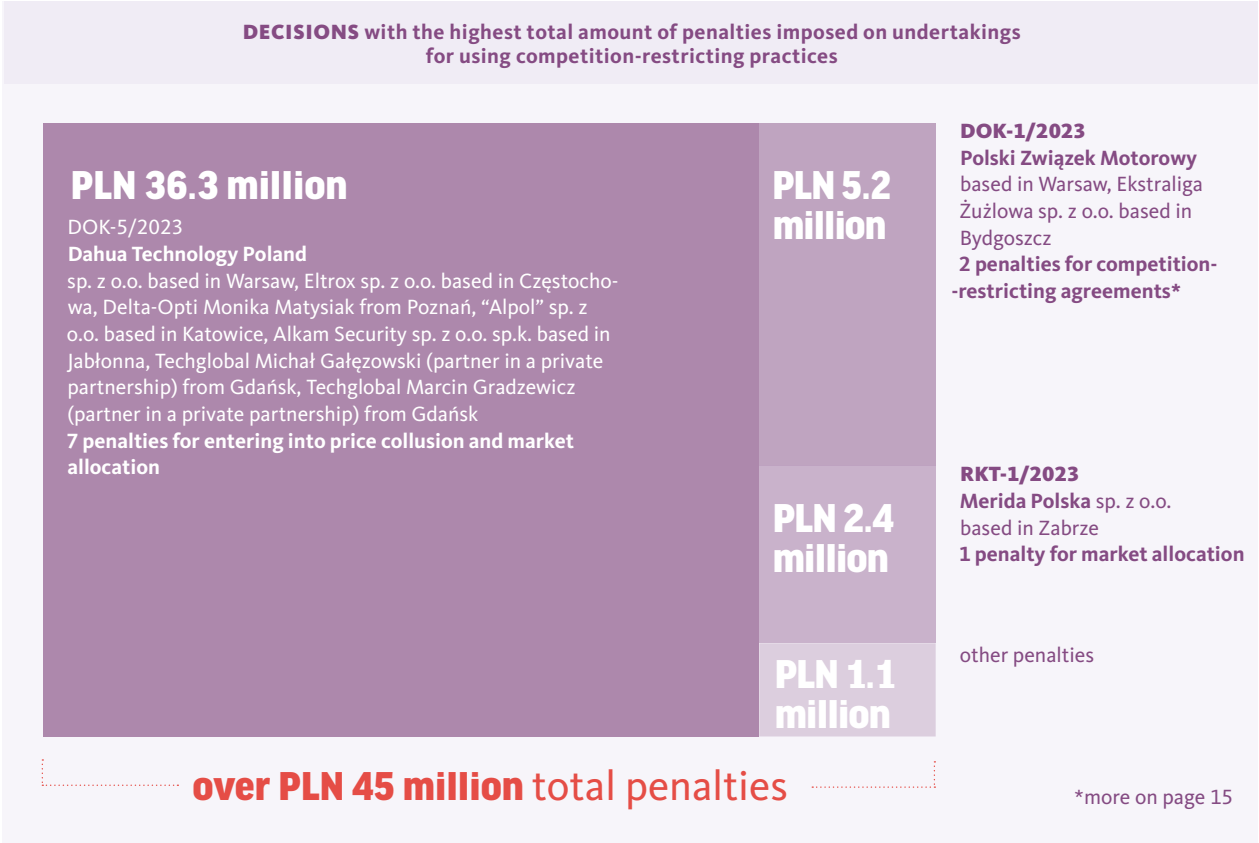 DECISIONS with the highest total amount of penalties imposed on undertakings
for using competition-restricting practices
PLN 36.3 million
DOK-5/2023
Dahua Technology Poland
sp. z o.o. based in Warsaw, Eltrox sp. z o.o. based in Częstocho-
wa, Delta-Opti Monika Matysiak from Poznań, “Alpol” sp. z
o.o. based in Katowice, Alkam Security sp. z o.o. sp.k. based in
Jabłonna, Techglobal Michał Gałęzowski (partner in a private
partnership) from Gdańsk, Techglobal Marcin Gradzewicz
(partner in a private partnership) from Gdańsk
7 penalties for entering into price collusion and market
allocation
PLN 5.2
million
DOK-1/2023
Polski Związek Motorowy
based in Warsaw, Ekstraliga
Żużlowa sp. z o.o. based in
Bydgoszcz
2 penalties for competition-
-restricting agreements*
PLN 2.4
million
RKT-1/2023
Merida Polska sp. z o.o.
based in Zabrze
1 penalty for market allocation
PLN 1.1
million
other penalties
over PLN 45 million total penalties
*more on page 15